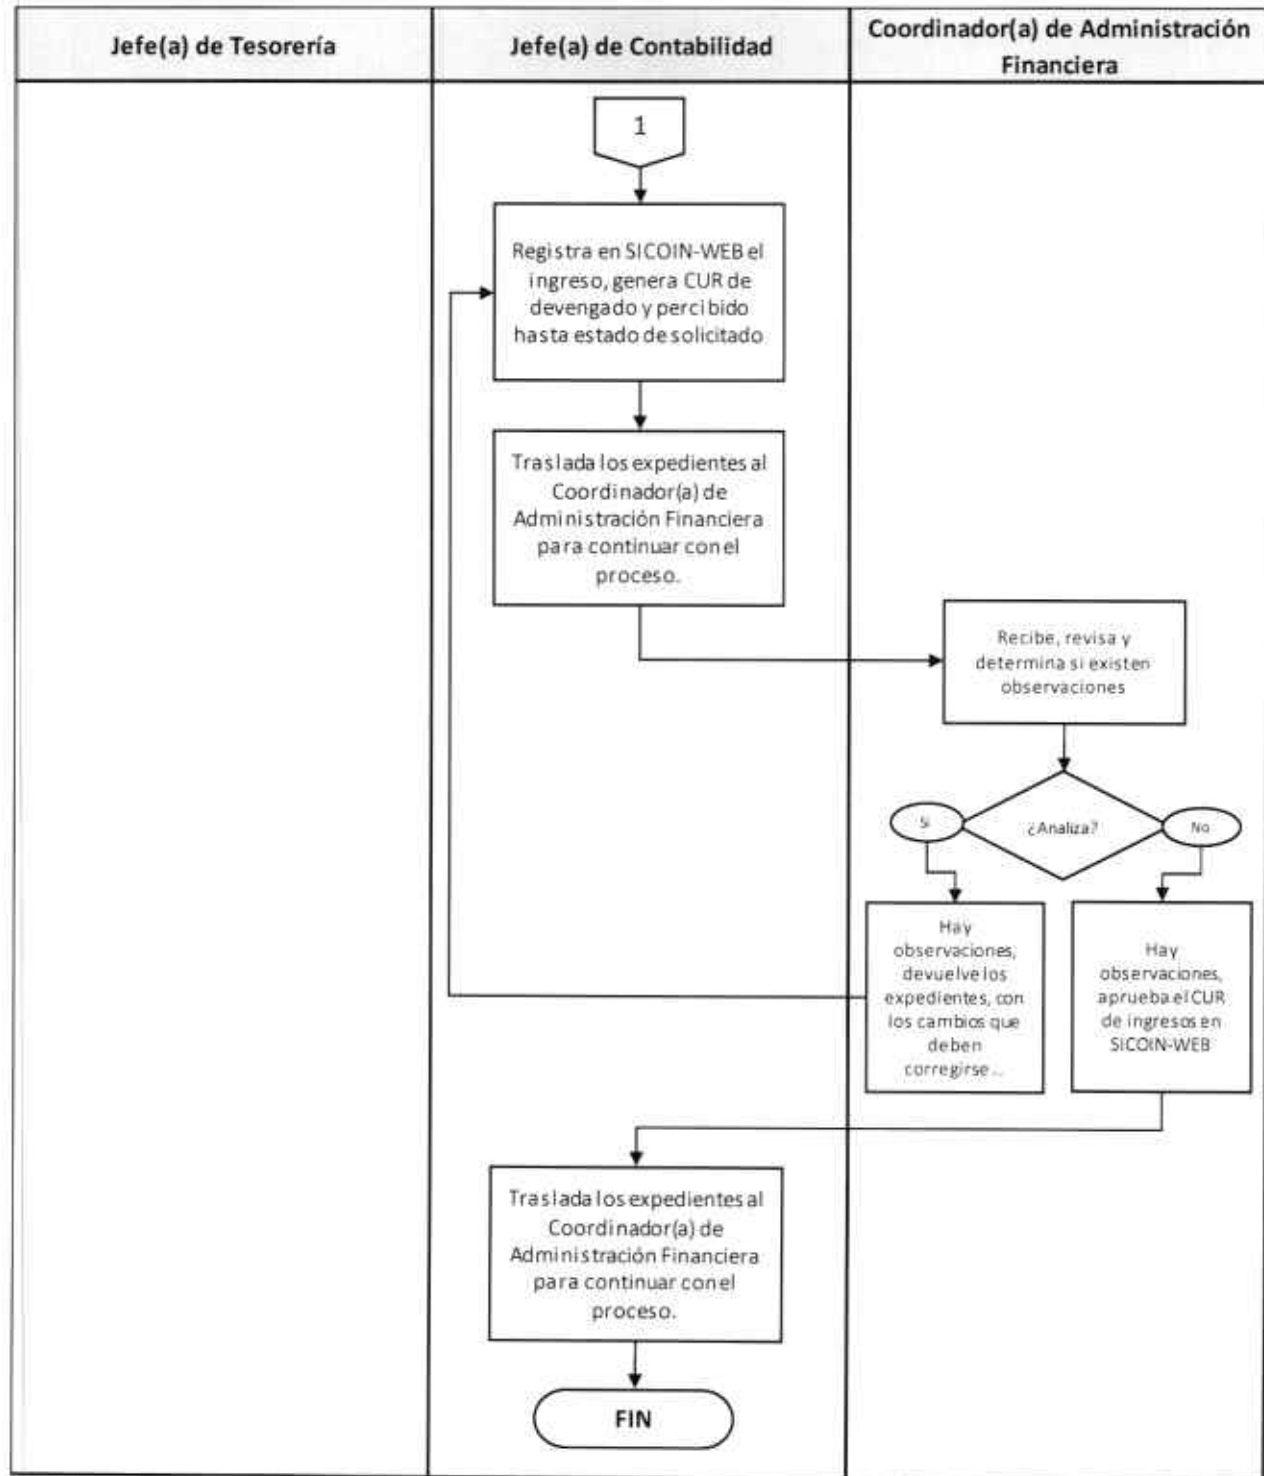 Jefe(a) de Tesorería
Jefe(a) de Contabilidad
Coordinador(a) de Administración
Financiera
1
Registra en SICOIN-WEB el
ingreso, genera CUR de
devengado y percibido
hasta estado de solicitado
Traslada los expedientes al
Coordinador(a) de
Administración Financiera
para continuar con el
proceso.
Recibe, revisa y
determina si existen
observaciones
¿Analiza?
Si
No
Hay
observaciones,
devuelve los
expedientes, con
los cambios que
deben
corregirse...
Hay
observaciones,
aprueba el CUR
de ingresos en
SICOIN-WEB
Traslada los expedientes al
Coordinador(a) de
Administración Financiera
para continuar con el
proceso.
FIN